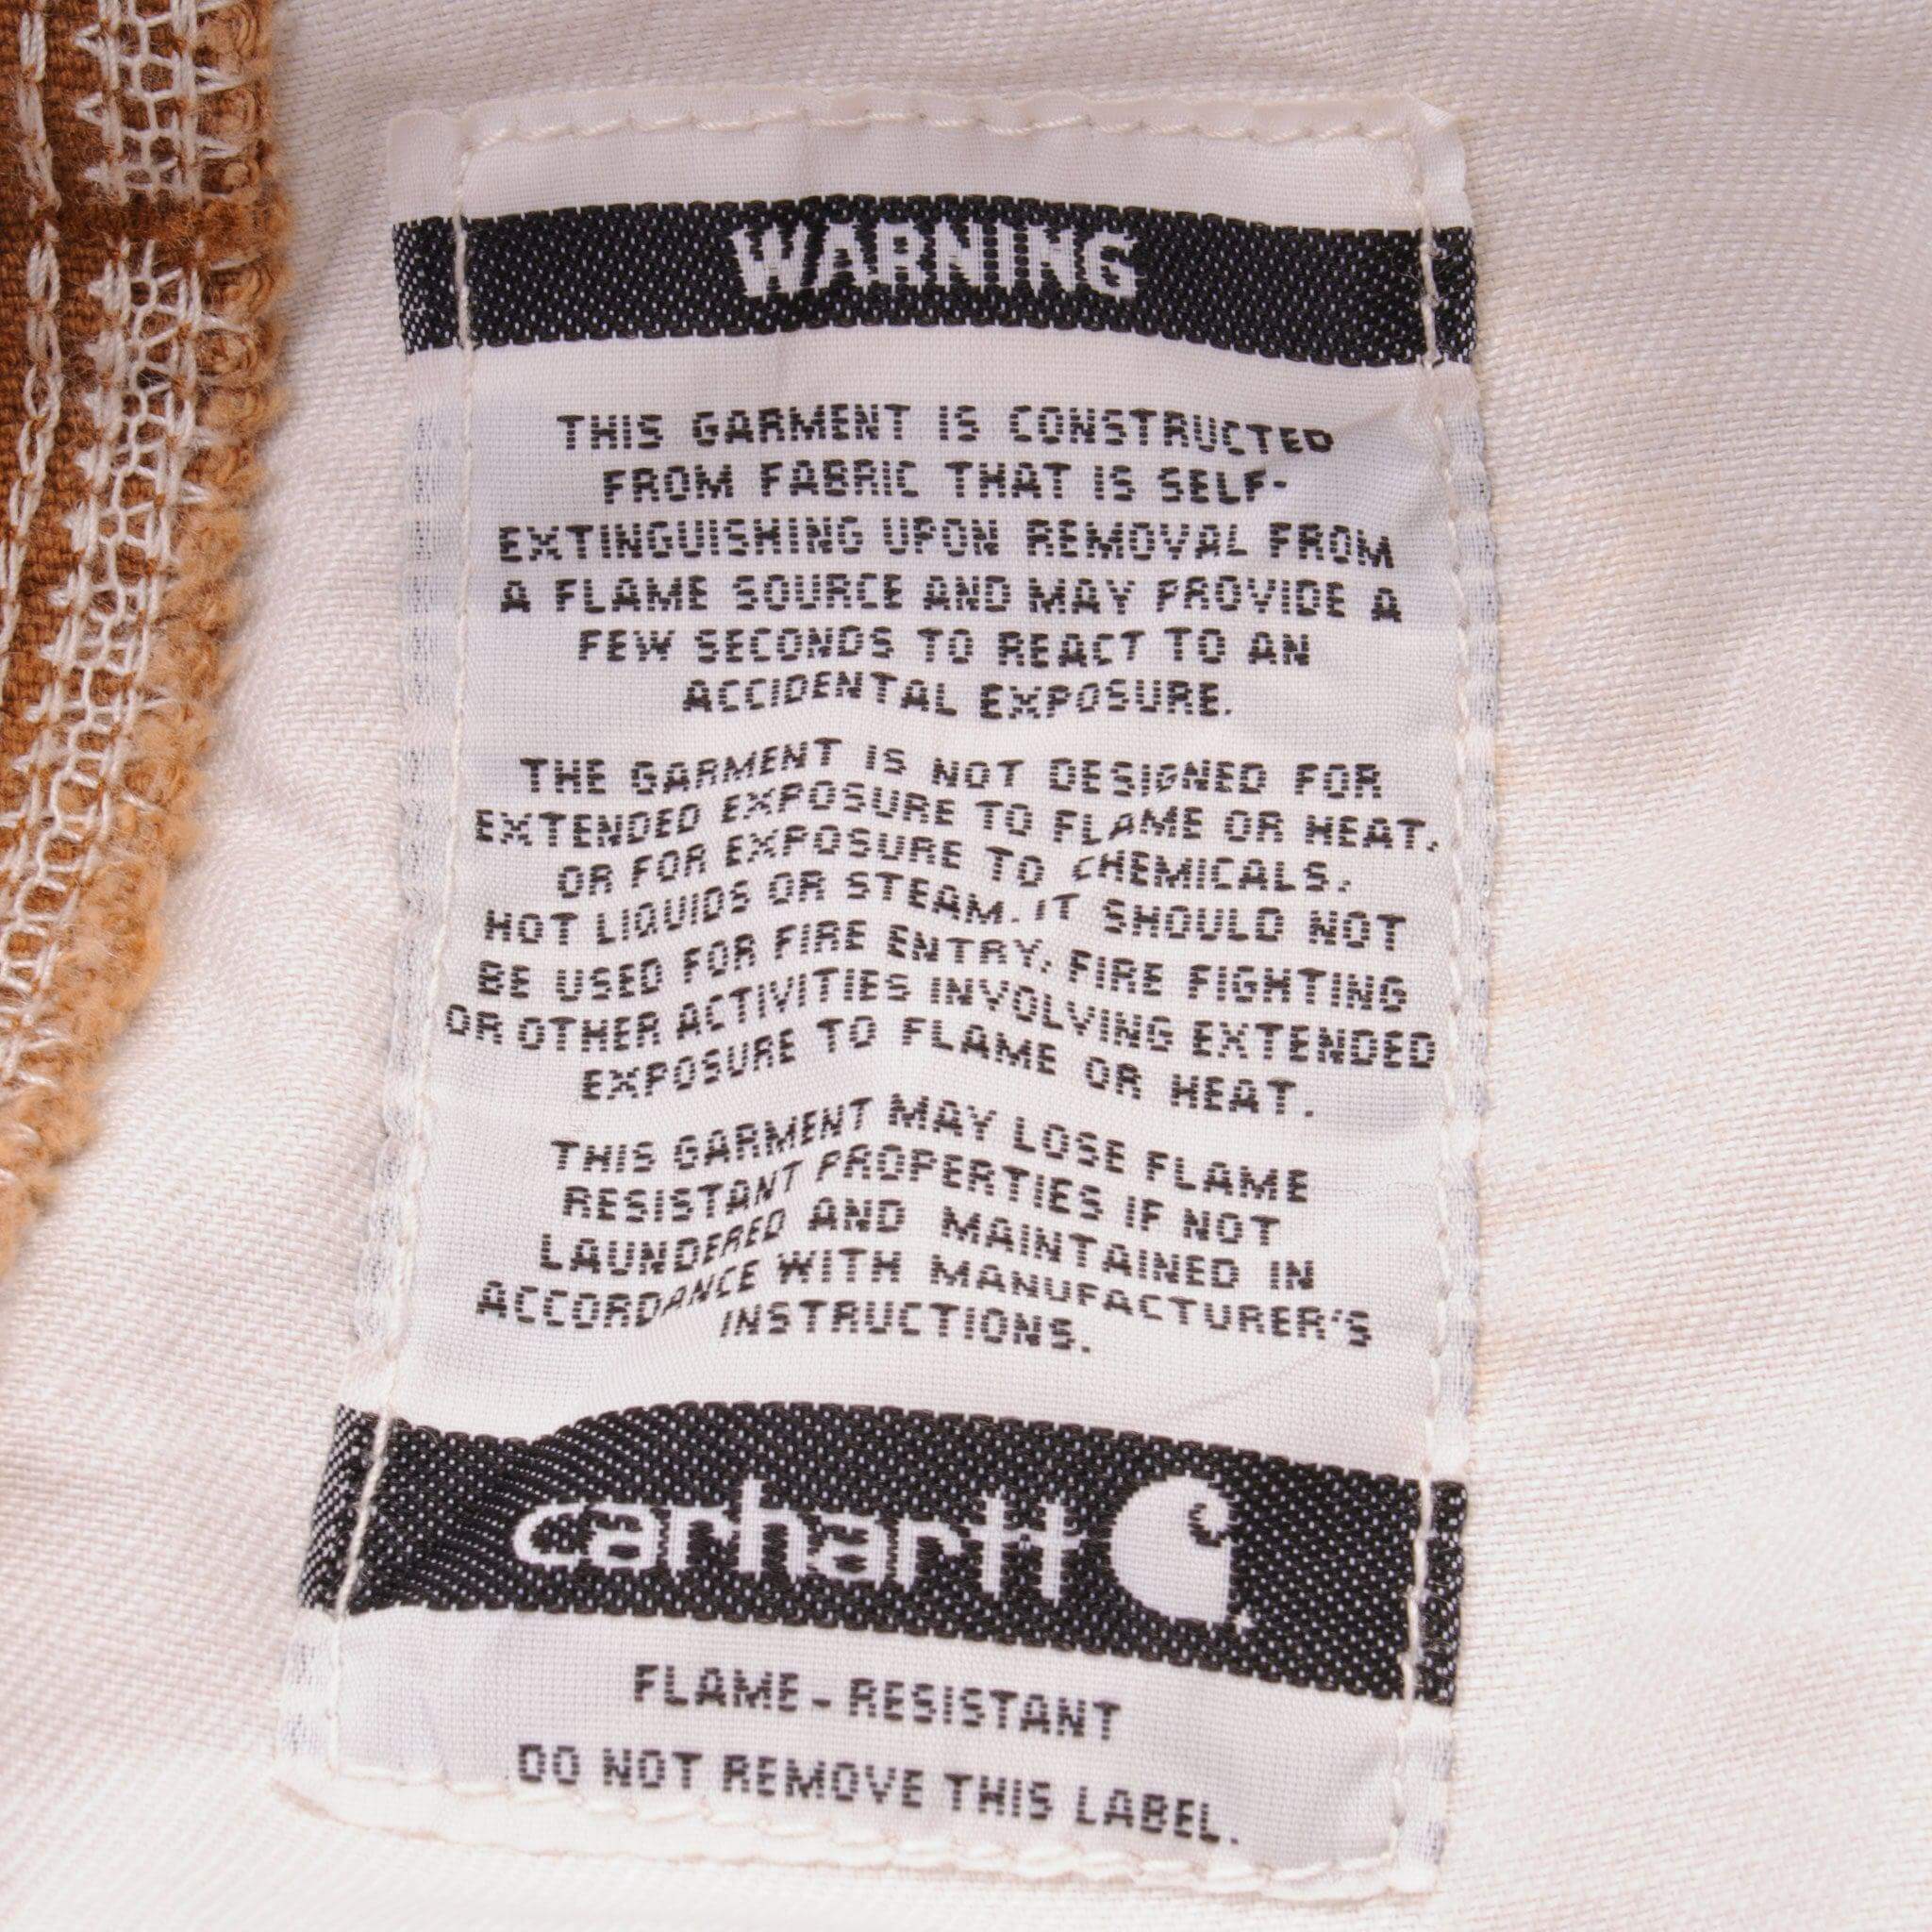 WARNING
THIS GARMENT IS CONSTRUCTED
FROM FABRIC THAT IS SELF-
EXTINGUISHING UPON REMOVAL FROM
A FLAME SOURCE AND MAY PROVIDE A
FEW SECONDS TO REACT TO AN
ACCIDENTAL EXPOSURE.
THE GARMENT IS NOT DESIGNED FOR
EXTENDED EXPOSURE TO FLAME OR HEAT,
OR FOR EXPOSURE TO CHEMICALS,
HOT LIQUIDS OR STEAM. IT SHOULD NOT
BE USED FOR FIRE ENTRY, FIRE FIGHTING
OR OTHER ACTIVITIES INVOLVING EXTENDED
EXPOSURE TO FLAME OR HEAT.
THIS GARMENT MAY LOSE FLAME
RESISTANT PROPERTIES IF NOT
LAUNDERED AND MAINTAINED IN
ACCORDANCE WITH MANUFACTURER'S
INSTRUCTIONS.
carhartt
FLAME-RESISTANT
DO NOT REMOVE THIS LABEL.